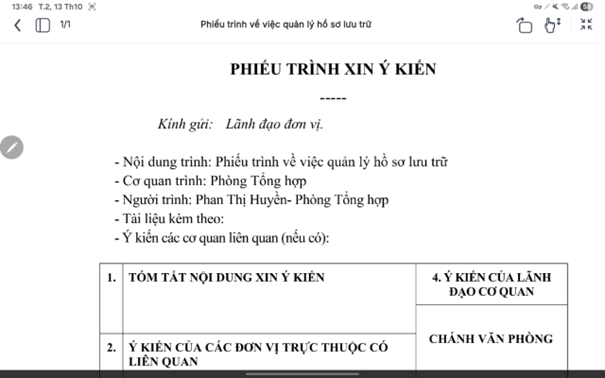 13:46 T.2, 13 Th10
58
1/1
Phiếu trình về việc quản lý hồ sơ lưu trữ
PHIẾU TRÌNH XIN Ý KIẾN
-----
Kính gửi: Lãnh đạo đơn vị.
- Nội dung trình: Phiếu trình về việc quản lý hồ sơ lưu trữ
- Cơ quan trình: Phòng Tổng hợp
- Người trình: Phan Thị Huyền- Phòng Tổng hợp
- Tài liệu kèm theo:
- Ý kiến các cơ quan liên quan (nếu có):
1. TÓM TẮT NỘI DUNG XIN Ý KIẾN
4. Ý KIẾN CỦA LÃNH
ĐẠO CƠ QUAN
CHÁNH VĂN PHÒNG
2. Ý KIẾN CỦA CÁC ĐƠN VỊ TRỰC THUỘC CÓ
LIÊN QUAN